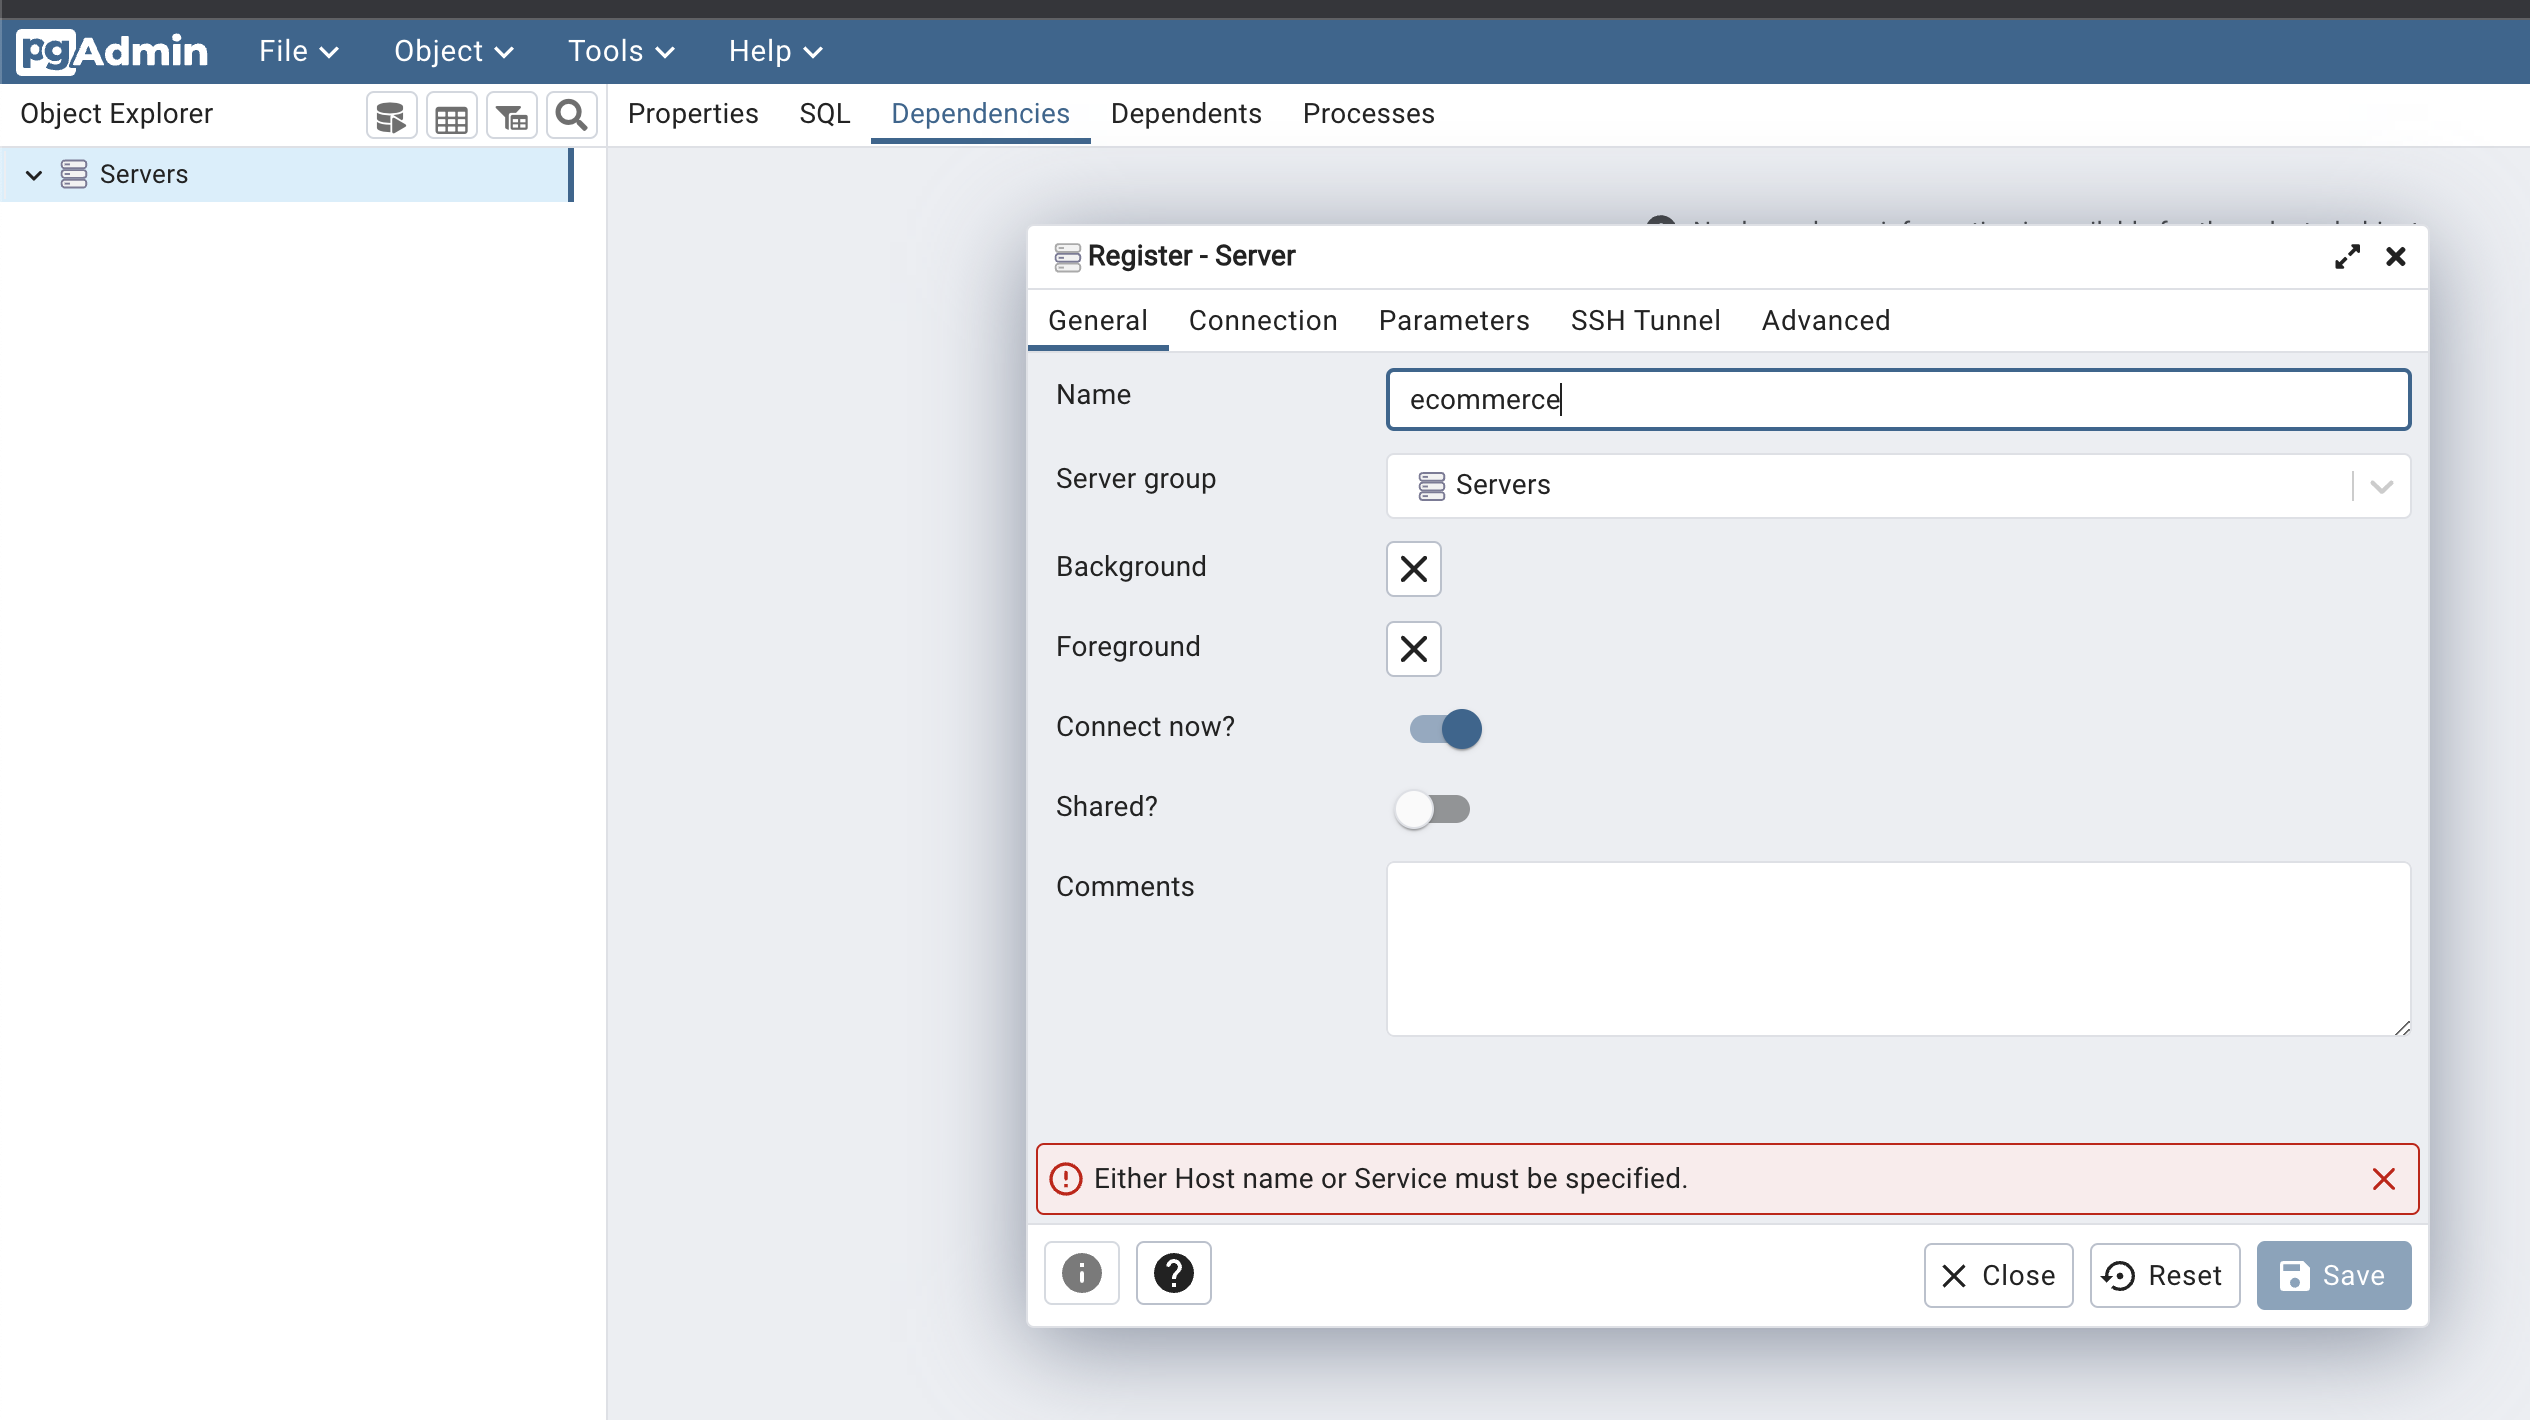 pgAdmin File Object Tools Help
Object Explorer Properties SQL Dependencies Dependents Processes
Servers
Register - Server
General Connection Parameters SSH Tunnel Advanced
Name ecommerce
Server group Servers
Background
Foreground
Connect now?
Shared?
Comments
Either Host name or Service must be specified.
Close Reset Save